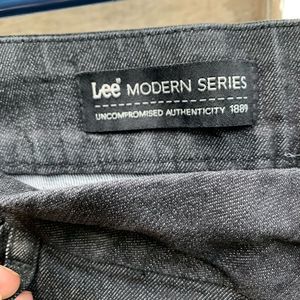 Lee® MODERN SERIES
UNCOMPROMISED AUTHENTICITY 1889